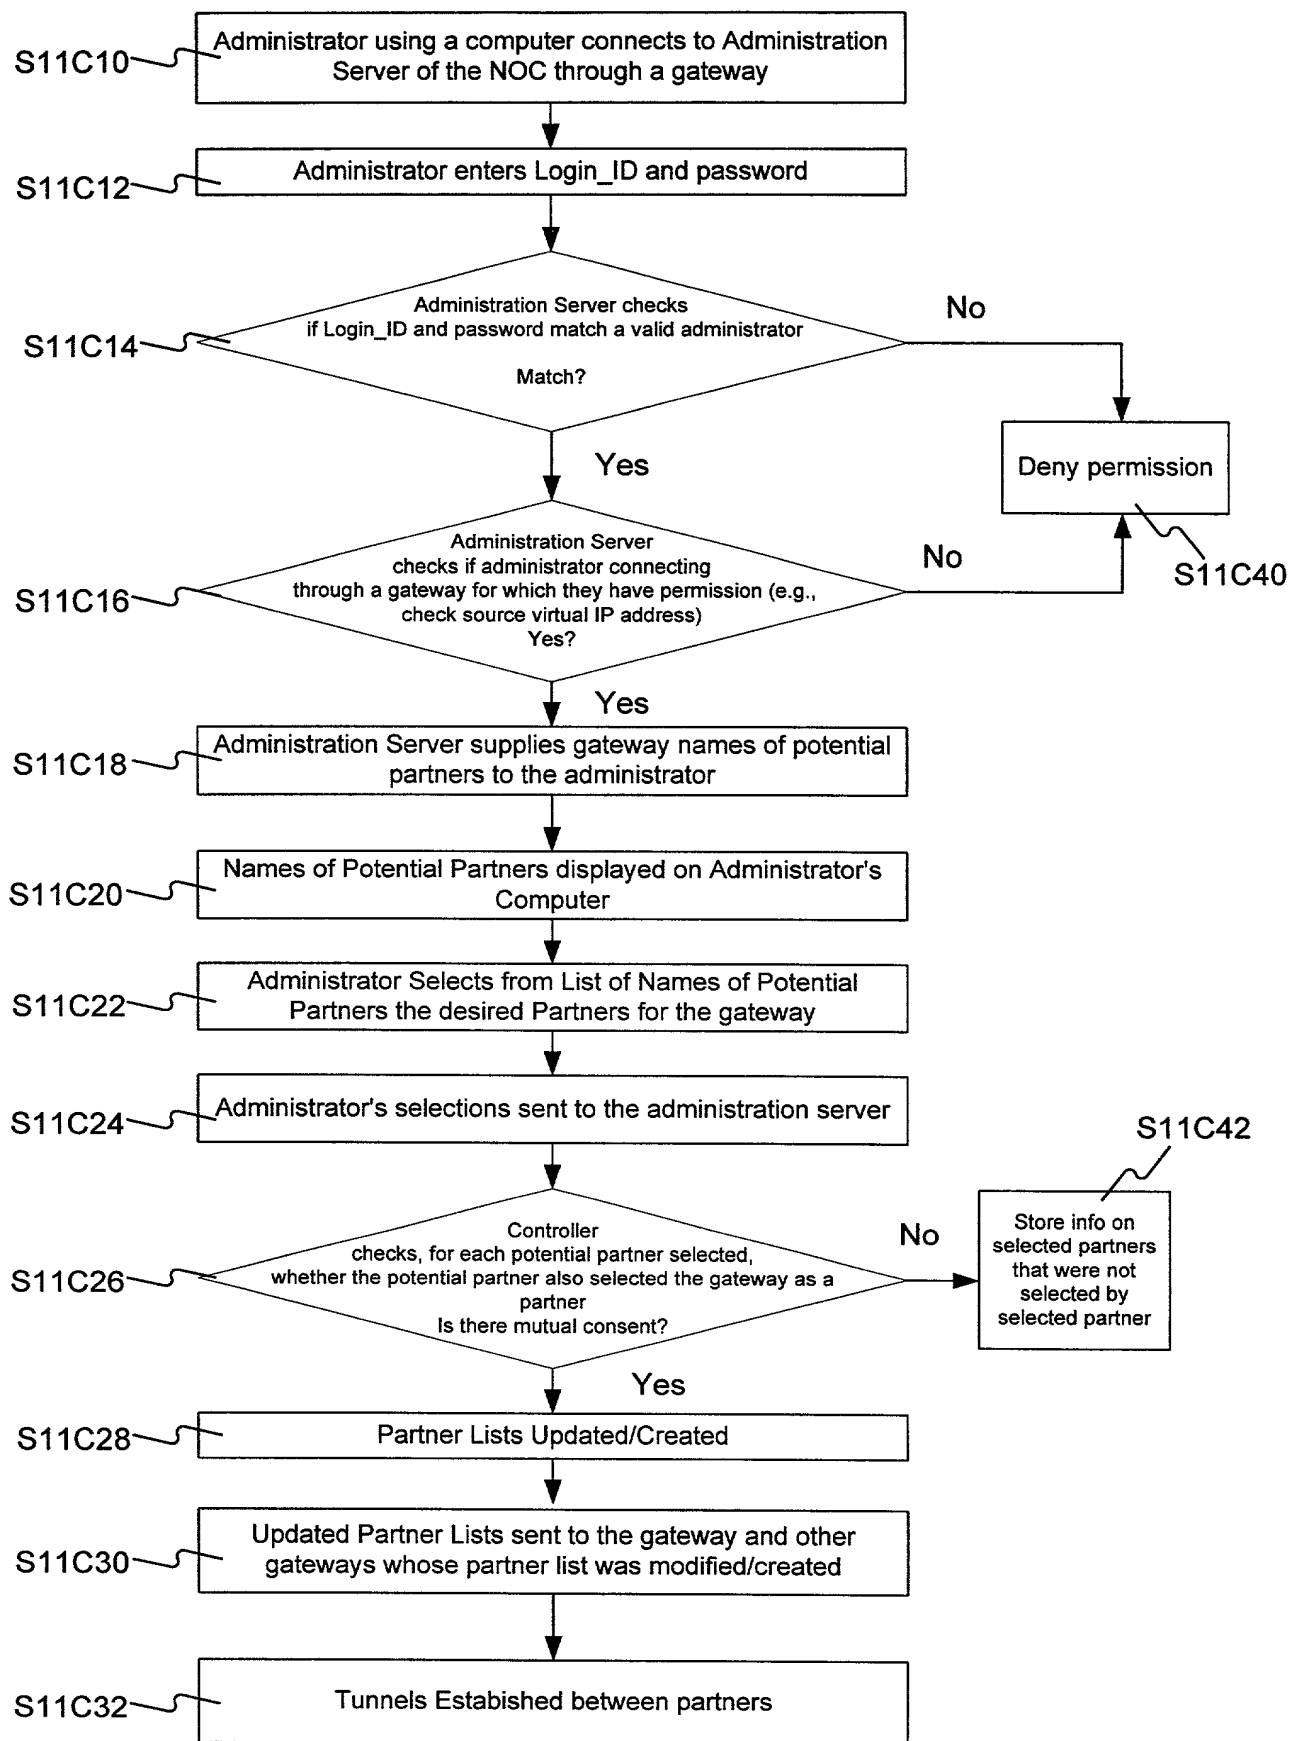 Administrator using a computer connects to Administration
Server of the NOC through a gateway
S11C10
Administrator enters Login_ID and password
S11C12
Administration Server checks
if Login_ID and password match a valid administrator
Match?
S11C14
No
Yes
Deny permission
S11C40
Administration Server
checks if administrator connecting
through a gateway for which they have permission (e.g.,
check source virtual IP address)
Yes?
S11C16
No
Yes
Administration Server supplies gateway names of potential
partners to the administrator
S11C18
Names of Potential Partners displayed on Administrator's
Computer
S11C20
Administrator Selects from List of Names of Potential
Partners the desired Partners for the gateway
S11C22
Administrator's selections sent to the administration server
S11C24
S11C42
Controller
checks, for each potential partner selected,
whether the potential partner also selected the gateway as a
partner
Is there mutual consent?
S11C26
No
Store info on
selected partners
that were not
selected by
selected partner
Yes
Partner Lists Updated/Created
S11C28
Updated Partner Lists sent to the gateway and other
gateways whose partner list was modified/created
S11C30
Tunnels Estabished between partners
S11C32